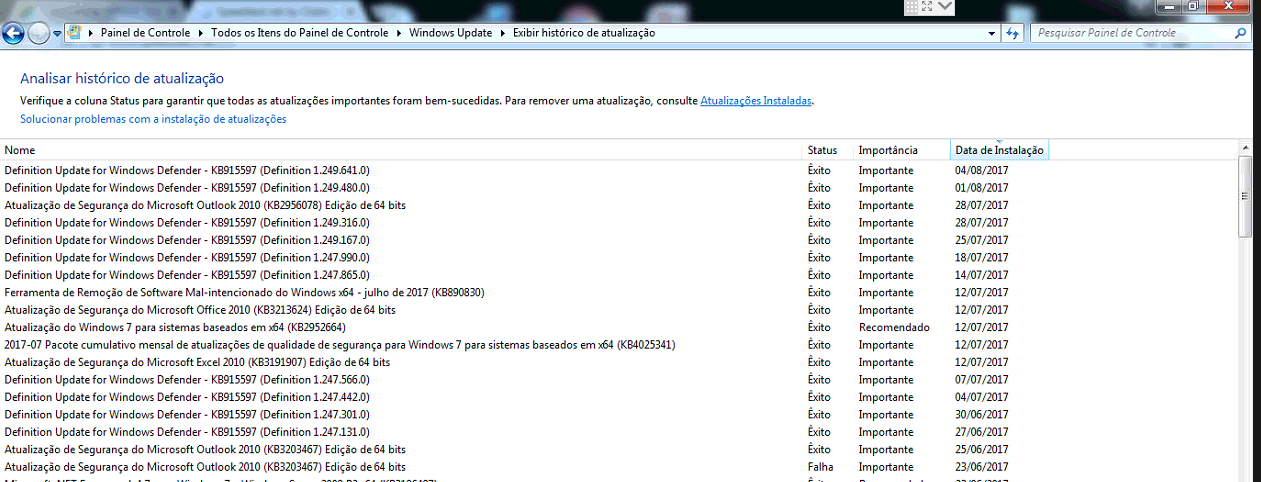 Painel de Controle Todos os Itens do Painel de Controle Windows Update Exibir histórico de atualização Pesquisar Painel de Controle
Analisar histórico de atualização
Verifique a coluna Status para garantir que todas as atualizações importantes foram bem-sucedidas. Para remover uma atualização, consulte Atualizações Instaladas.
Solucionar problemas com a instalação de atualizações
Nome Status Importância Data de Instalação
Definition Update for Windows Defender - KB915597 (Definition 1.249.641.0) Êxito Importante 04/08/2017
Definition Update for Windows Defender - KB915597 (Definition 1.249.480.0) Êxito Importante 01/08/2017
Atualização de Segurança do Microsoft Outlook 2010 (KB2956078) Edição de 64 bits Êxito Importante 28/07/2017
Definition Update for Windows Defender - KB915597 (Definition 1.249.316.0) Êxito Importante 28/07/2017
Definition Update for Windows Defender - KB915597 (Definition 1.249.167.0) Êxito Importante 25/07/2017
Definition Update for Windows Defender - KB915597 (Definition 1.247.990.0) Êxito Importante 18/07/2017
Definition Update for Windows Defender - KB915597 (Definition 1.247.865.0) Êxito Importante 14/07/2017
Ferramenta de Remoção de Software Mal-intencionado do Windows x64 - julho de 2017 (KB890830) Êxito Importante 12/07/2017
Atualização de Segurança do Microsoft Office 2010 (KB3213624) Edição de 64 bits Êxito Importante 12/07/2017
Atualização do Windows 7 para sistemas baseados em x64 (KB2952664) Êxito Recomendado 12/07/2017
2017-07 Pacote cumulativo mensal de atualizações de qualidade de segurança para Windows 7 para sistemas baseados em x64 (KB4025341) Êxito Importante 12/07/2017
Atualização de Segurança do Microsoft Excel 2010 (KB3191907) Edição de 64 bits Êxito Importante 12/07/2017
Definition Update for Windows Defender - KB915597 (Definition 1.247.566.0) Êxito Importante 07/07/2017
Definition Update for Windows Defender - KB915597 (Definition 1.247.442.0) Êxito Importante 04/07/2017
Definition Update for Windows Defender - KB915597 (Definition 1.247.301.0) Êxito Importante 30/06/2017
Definition Update for Windows Defender - KB915597 (Definition 1.247.131.0) Êxito Importante 27/06/2017
Atualização de Segurança do Microsoft Outlook 2010 (KB3203467) Edição de 64 bits Êxito Importante 25/06/2017
Atualização de Segurança do Microsoft Outlook 2010 (KB3203467) Edição de 64 bits Falha Importante 23/06/2017